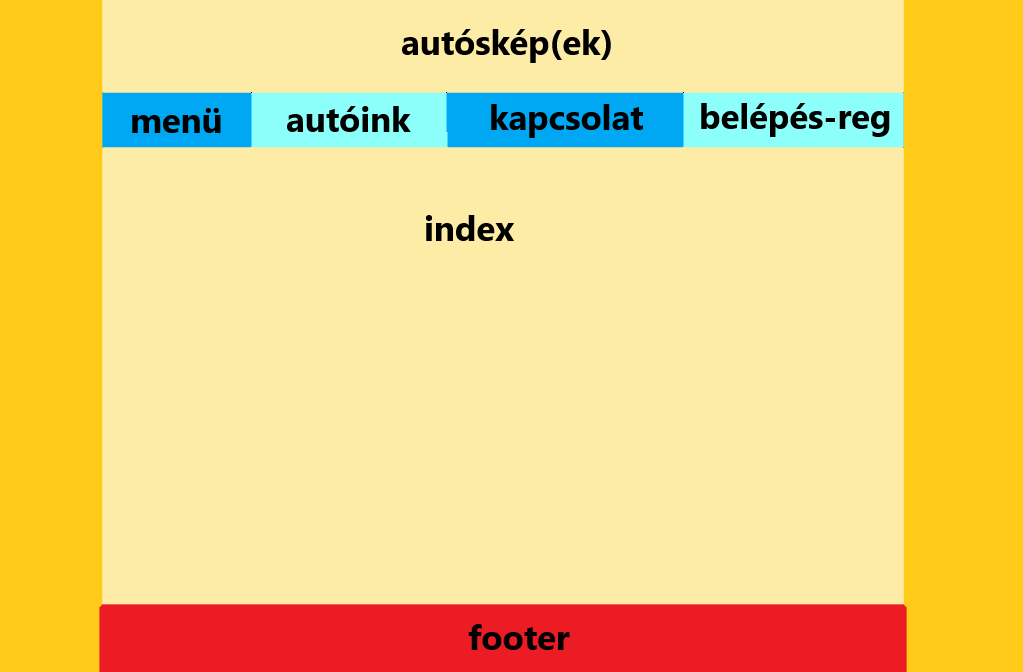 autóskép(ek)
menü autóink kapcsolat belépés-reg
index
footer